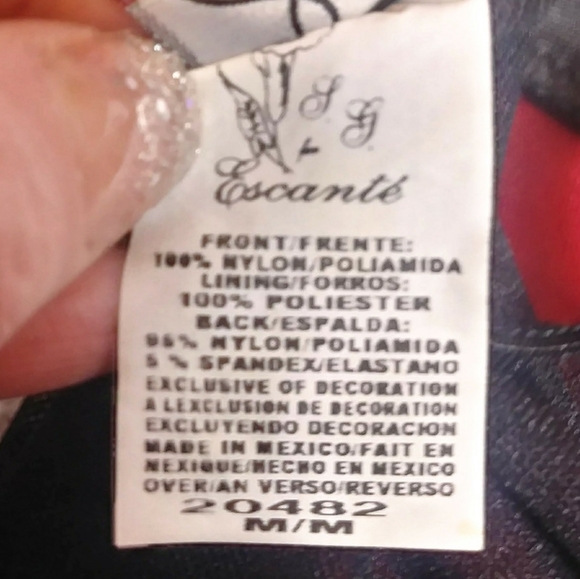 S. G.
for
Escanté
FRONT/FRENTE:
100% NYLON/POLIAMIDA
LINING/FORROS:
100% POLIESTER
BACK/ESPALDA:
95% NYLON/POLIAMIDA
5 % SPANDEX/ELASTANO
EXCLUSIVE OF DECORATION
A LEXCLUSION DE DECORATION
EXCLUYENDO DECORACION
MADE IN MEXICO/FAIT EN
MEXIQUE/HECHO EN MEXICO
OVER/AN VERSO/REVERSO
20482
M/M